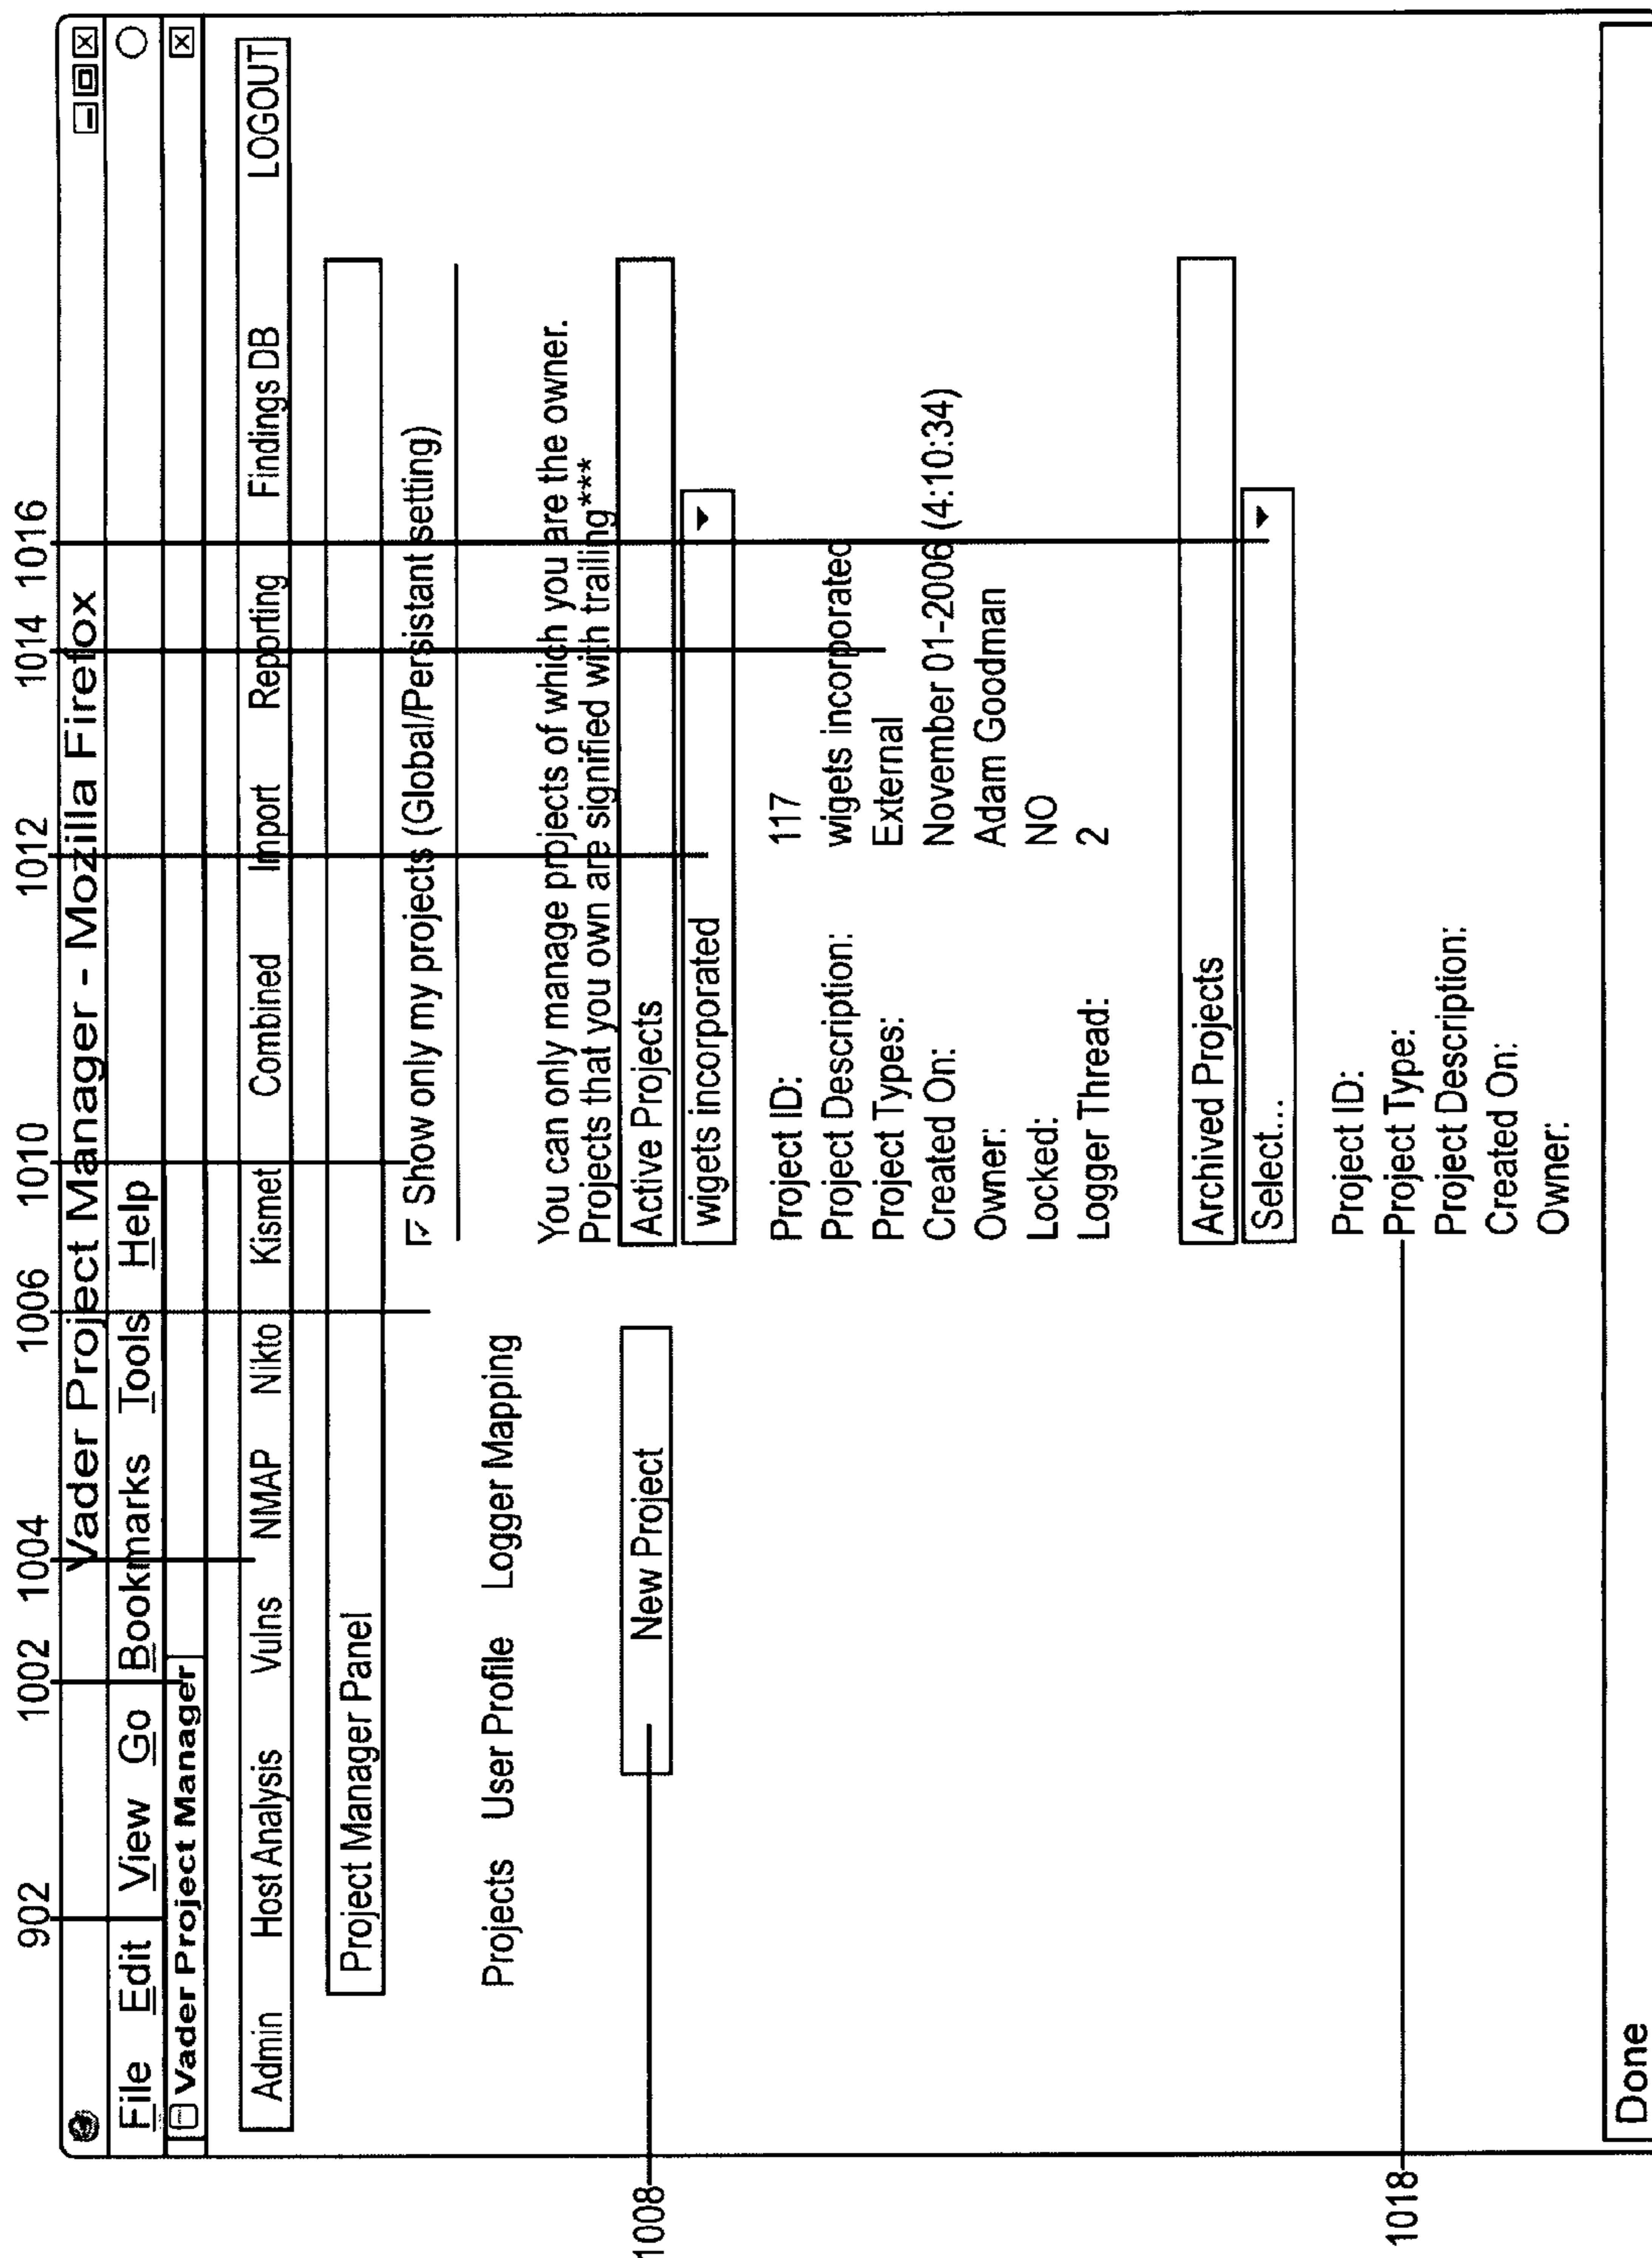 902 1002 1004 1006 1010 1012 1014 1016
Vader Project Manager - Mozilla Firefox
File Edit View Go Bookmarks Tools Help
Vader Project Manager
Admin Host Analysis Vulns NMAP Nikto Kismet Combined Import Reporting Findings DB LOGOUT
Project Manager Panel
Show only my projects (Global/Persistant setting)
Projects User Profile Logger Mapping
You can only manage projects of which you are the owner.
Projects that you own are signified with trailing***
1008
New Project
Active Projects
wigets incorporated
Project ID: 117
Project Description: wigets incorporated
Project Types: External
Created On: November 01-2006 (4:10:34)
Owner: Adam Goodman
Locked: NO
Logger Thread: 2
Archived Projects
Select...
Project ID:
1018
Project Type:
Project Description:
Created On:
Owner:
Done